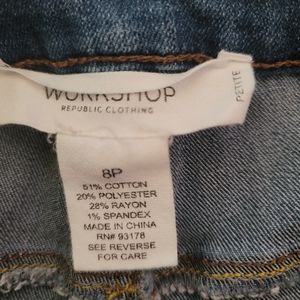 WORKSHOP
REPUBLIC CLOTHING
PETITE
8P
51% COTTON
20% POLYESTER
28% RAYON
1% SPANDEX
MADE IN CHINA
RN# 93178
SEE REVERSE
FOR CARE